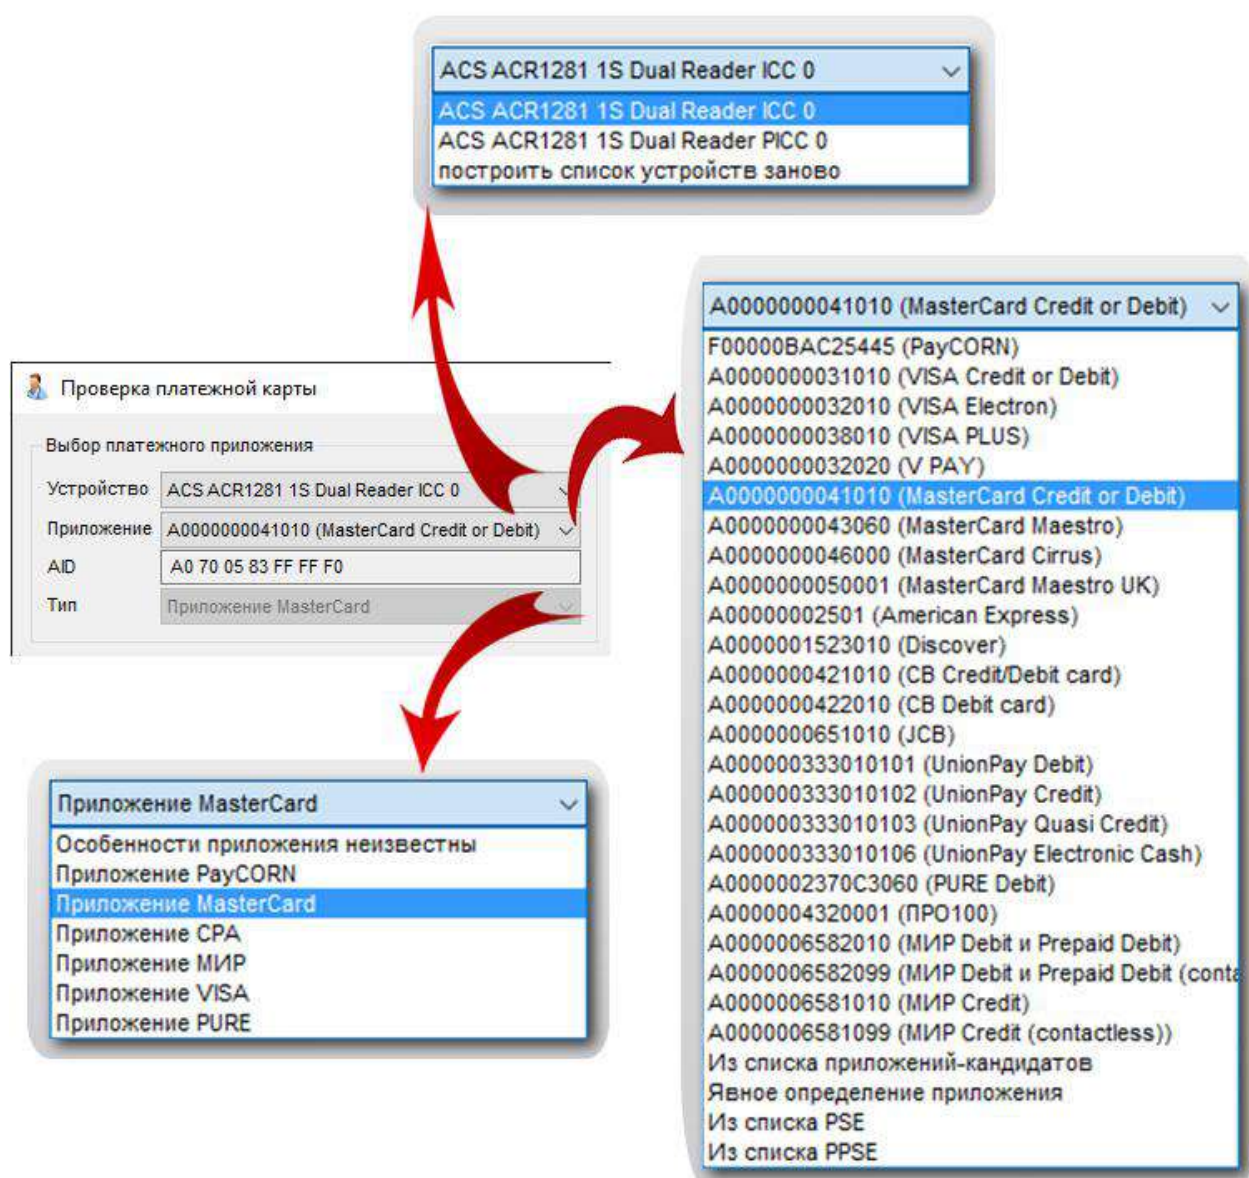 ACS ACR1281 1S Dual Reader ICC 0
ACS ACR1281 1S Dual Reader ICC 0
ACS ACR1281 1S Dual Reader PICC 0
построить список устройств заново
Проверка платежной карты
Выбор платежного приложения
Устройство ACS ACR1281 1S Dual Reader ICC 0
Приложение A0000000041010 (MasterCard Credit or Debit)
AID A0 70 05 83 FF FF F0
Тип Приложение MasterCard
A0000000041010 (MasterCard Credit or Debit)
F00000BAC25445 (PayCORN)
A0000000031010 (VISA Credit or Debit)
A0000000032010 (VISA Electron)
A0000000038010 (VISA PLUS)
A0000000032020 (V PAY)
A0000000041010 (MasterCard Credit or Debit)
A0000000043060 (MasterCard Maestro)
A0000000046000 (MasterCard Cirrus)
A0000000050001 (MasterCard Maestro UK)
A00000002501 (American Express)
A0000001523010 (Discover)
A0000000421010 (CB Credit/Debit card)
A0000000422010 (CB Debit card)
A0000000651010 (JCB)
A000000333010101 (UnionPay Debit)
A000000333010102 (UnionPay Credit)
A000000333010103 (UnionPay Quasi Credit)
A000000333010106 (UnionPay Electronic Cash)
A0000002370C3060 (PURE Debit)
A0000004320001 (ПРО100)
A0000006582010 (МИР Debit и Prepaid Debit)
A0000006582099 (МИР Debit и Prepaid Debit (conta
A0000006581010 (МИР Credit)
A0000006581099 (МИР Credit (contactless))
Из списка приложений-кандидатов
Явное определение приложения
Из списка PSE
Из списка PPSE
Приложение MasterCard
Особенности приложения неизвестны
Приложение PayCORN
Приложение MasterCard
Приложение CPA
Приложение МИР
Приложение VISA
Приложение PURE